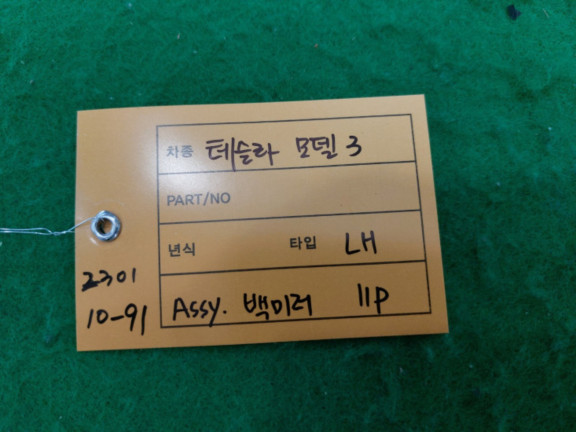 차종 테슬라 모델 3
PART/NO
년식 타입 LH
Assy. 백미러 11P
2301
10-91